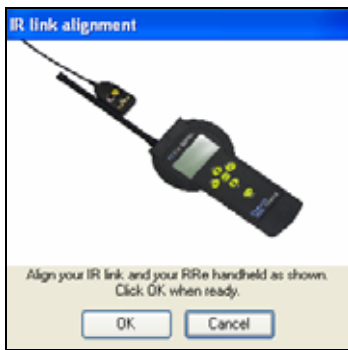 IR link alignment
Align your IR link and your RRe handheld as shown.
Click OK when ready.
OK
Cancel